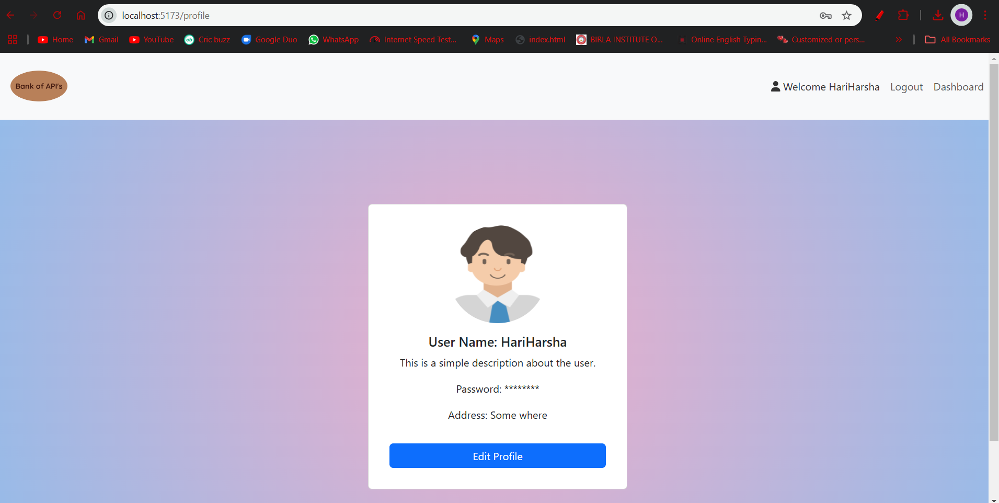 localhost:5173/profile
H
Home Gmail YouTube Cric buzz Google Duo WhatsApp Internet Speed Test... Maps index.html BIRLA INSTITUTE O... Online English Typin... Customized or pers... » All Bookmarks
Bank of API's
Welcome HariHarsha Logout Dashboard
User Name: HariHarsha
This is a simple description about the user.
Password: ********
Address: Some where
Edit Profile